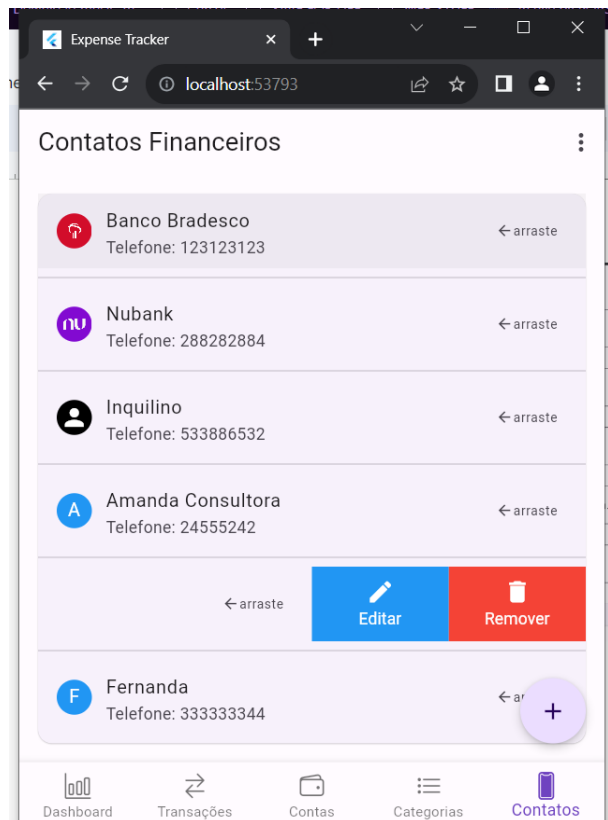 Expense Tracker
localhost:53793
Contatos Financeiros
Banco Bradesco
Telefone: 123123123
arraste
nu
Nubank
Telefone: 288282884
arraste
Inquilino
Telefone: 533886532
arraste
A
Amanda Consultora
Telefone: 24555242
arraste
arraste
Editar
Remover
F
Fernanda
Telefone: 333333344
Dashboard
Transações
Contas
Categorias
Contatos